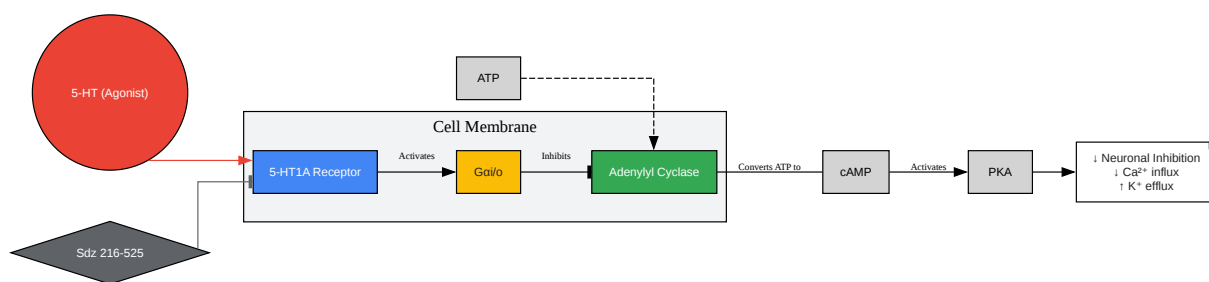 5-HT (Agonist)
ATP
Cell Membrane
5-HT1A Receptor
Activates
Gαi/o
Inhibits
Adenylyl Cyclase
Converts ATP to
cAMP
Activates
PKA
↓ Neuronal Inhibition
↓ Ca²⁺ influx
↑ K⁺ efflux
Sdz 216-525